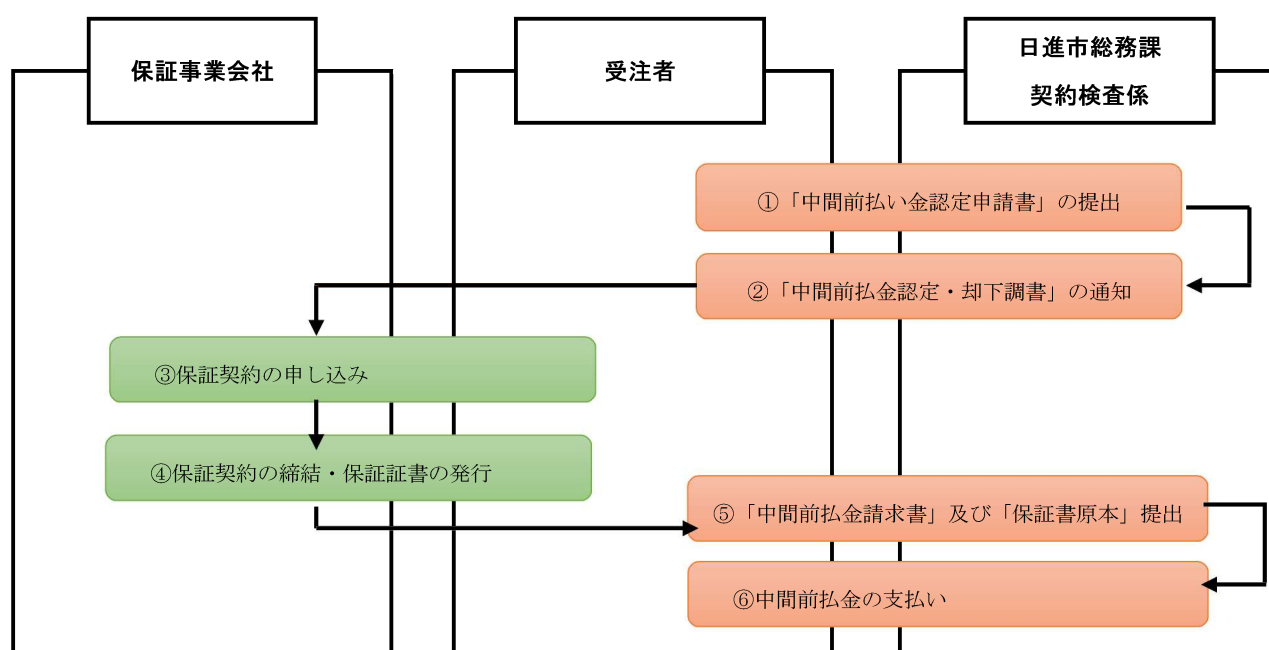 保証事業会社
受注者
日進市総務課
契約検査係
①「中間前払い金認定申請書」の提出
②「中間前払金認定・却下調書」の通知
③保証契約の申し込み
④保証契約の締結・保証証書の発行
⑤「中間前払金請求書」及び「保証書原本」提出
⑥中間前払金の支払い